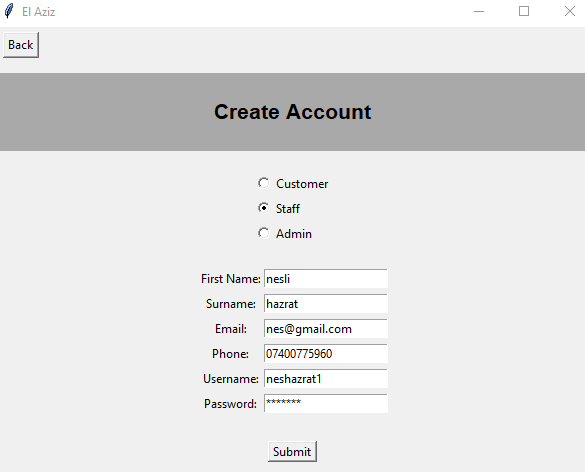 El Aziz
Back
Create Account
Customer
Staff
Admin
First Name: nesli
Surname: hazrat
Email: nes@gmail.com
Phone: 07400775960
Username: neshazrat1
Password: *******
Submit